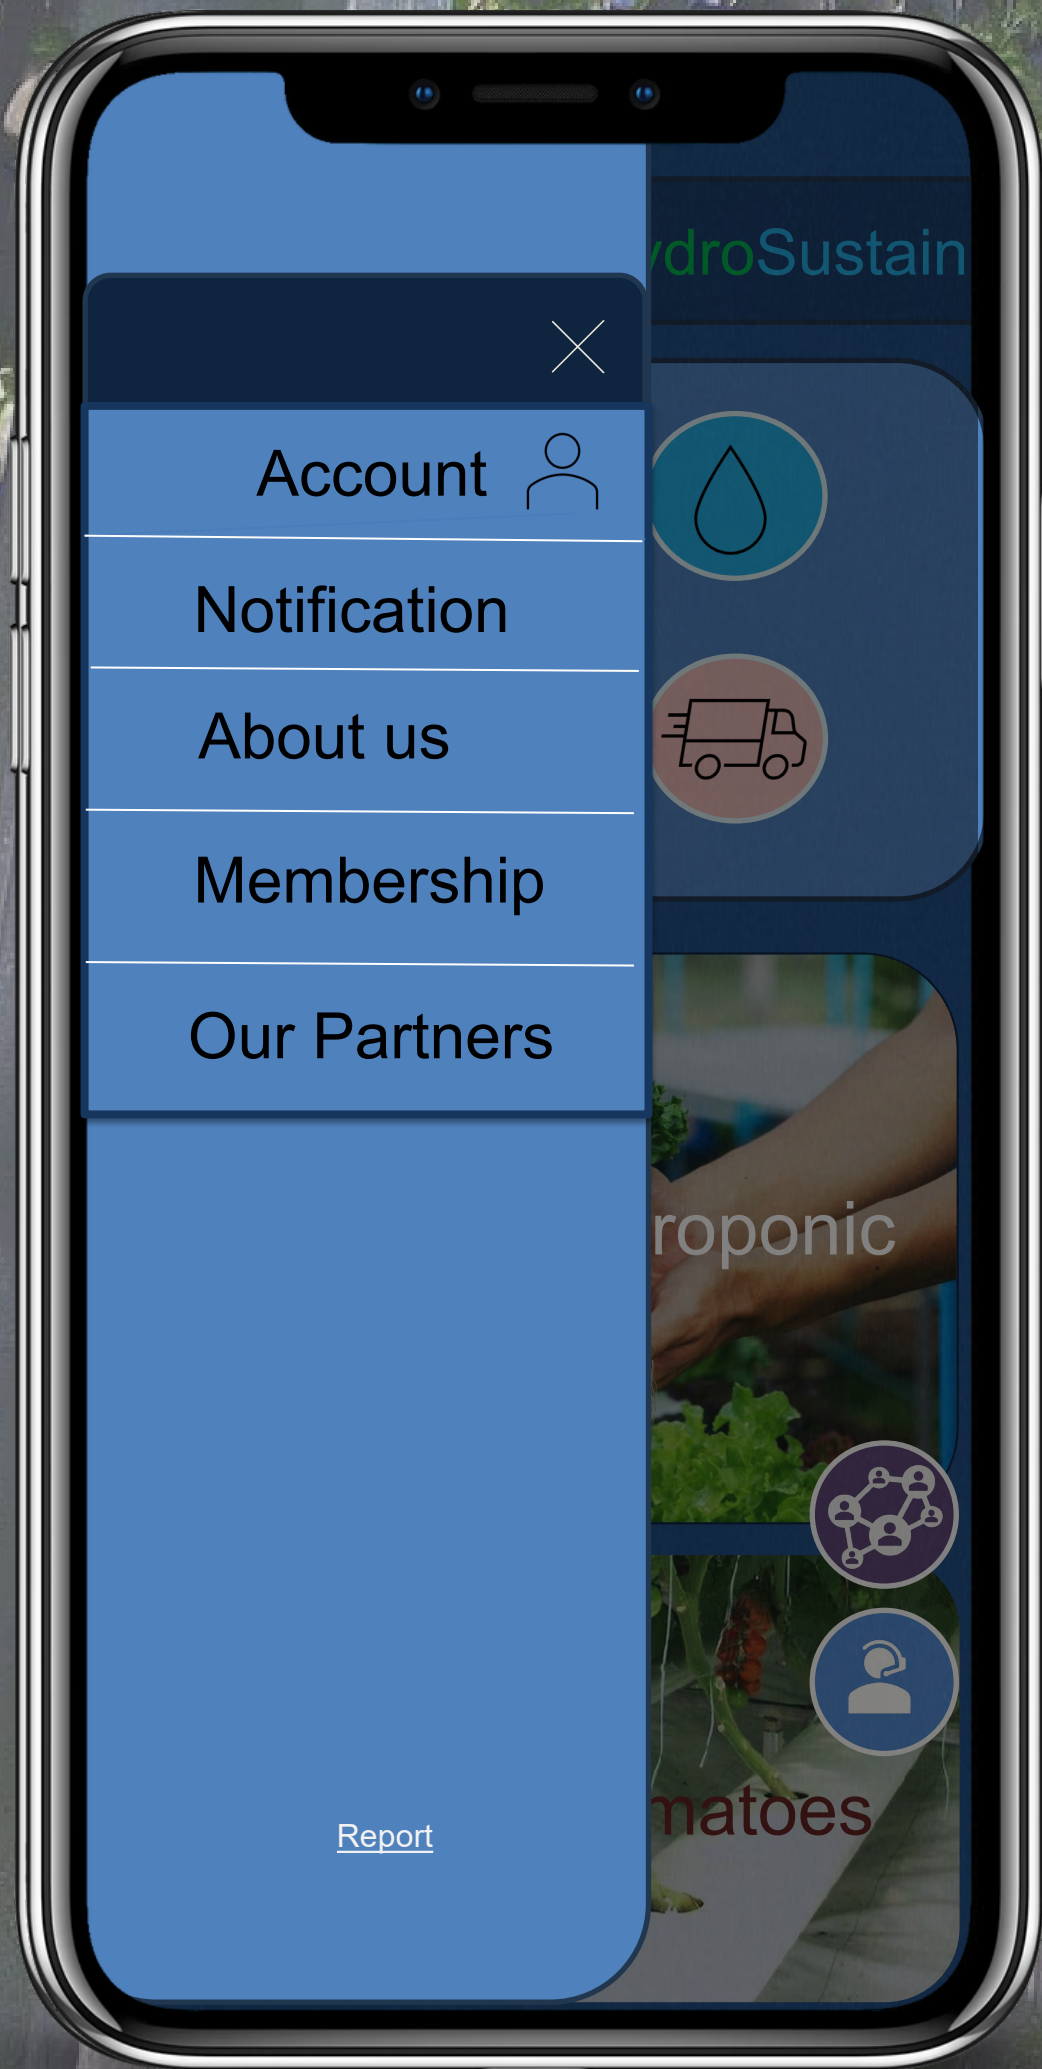 ydroSustain
Account
Notification
About us
Membership
Our Partners
roponic
matoes
Report